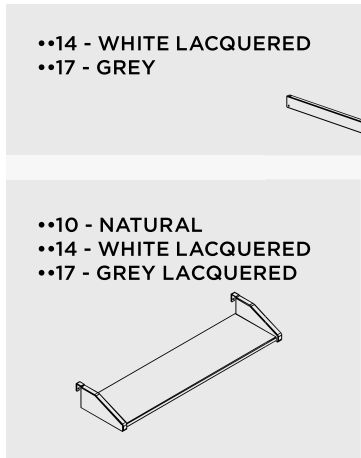 ••14 - WHITE LACQUERED
••17 - GREY
••10 - NATURAL
••14 - WHITE LACQUERED
••17 - GREY LACQUERED